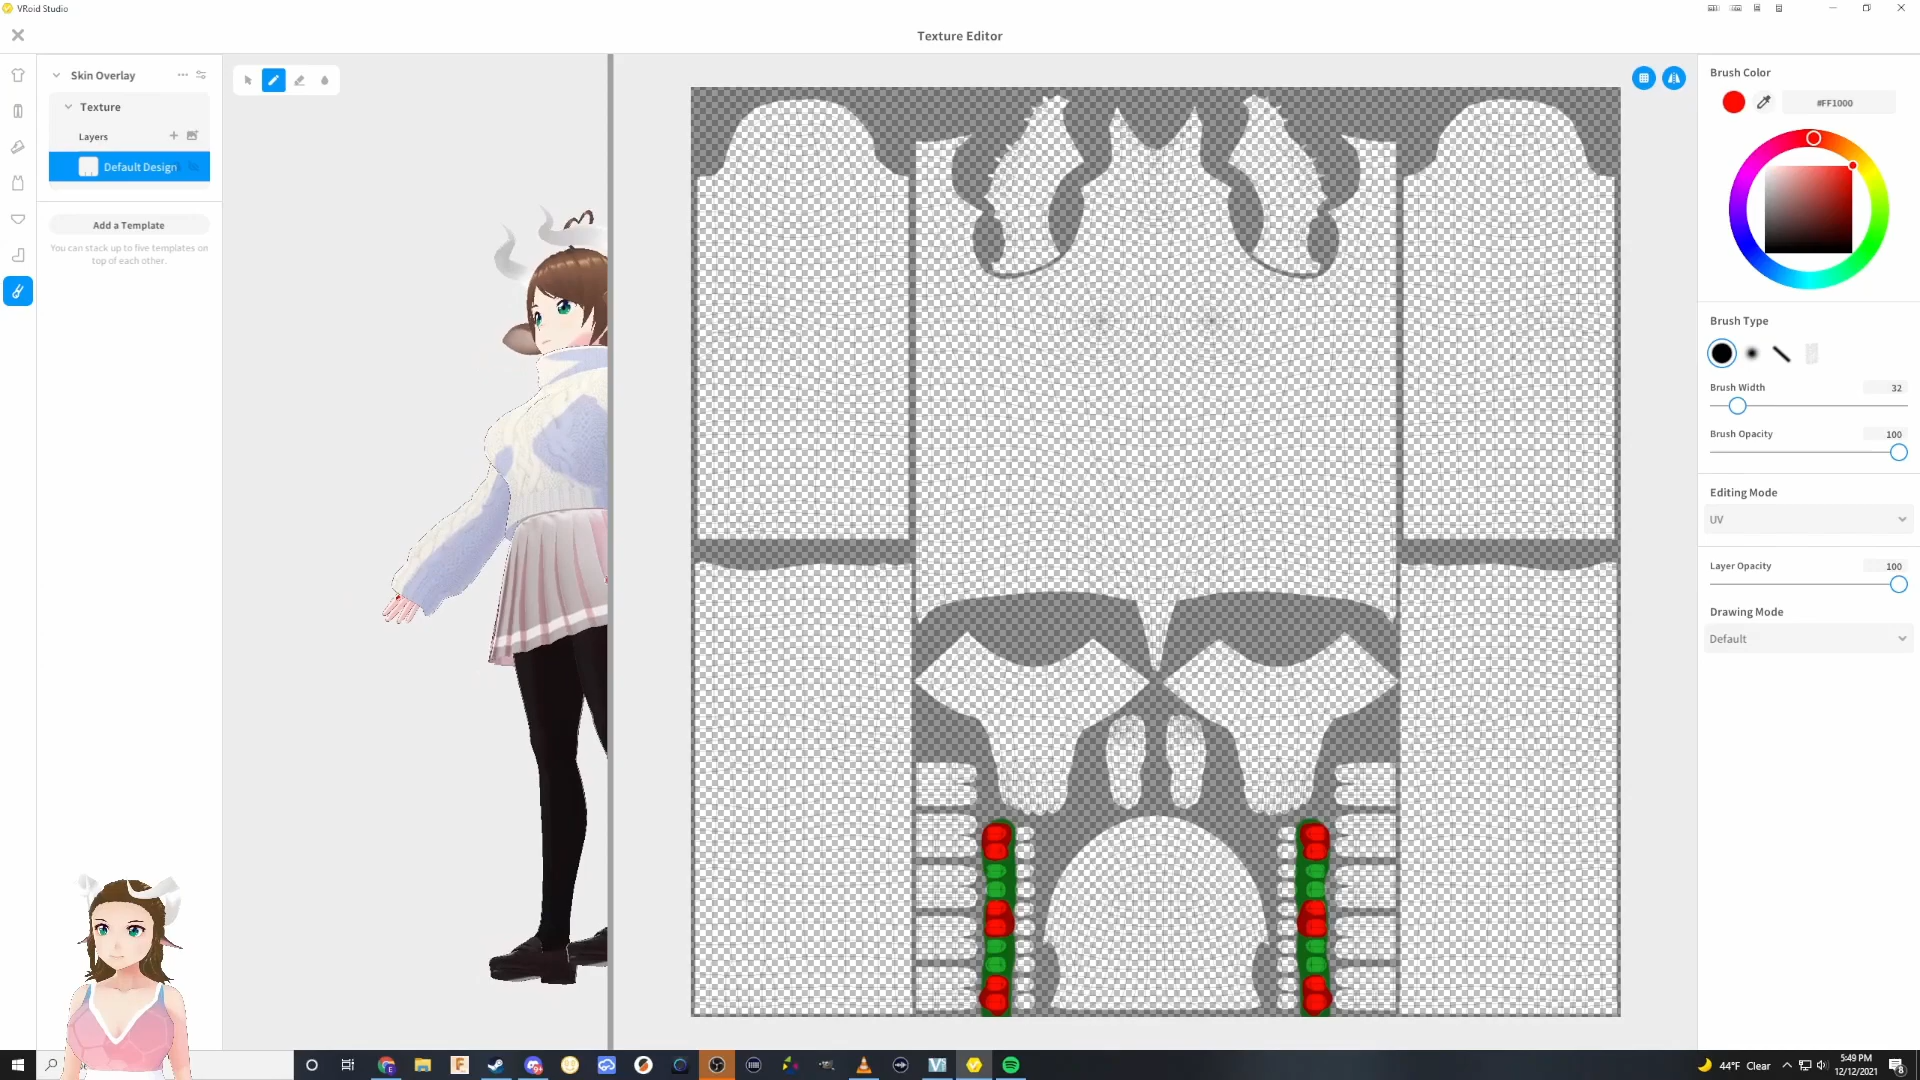 VRoid Studio
Texture Editor
Skin Overlay
Texture
Layers
Default Design
Add a Template
You can stack up to five templates on
top of each other.
Brush Color
#FF1000
Brush Type
Brush Width
32
Brush Opacity
100
Editing Mode
UV
Layer Opacity
100
Drawing Mode
Default
44°F Clear
5:49 PM
12/12/2021